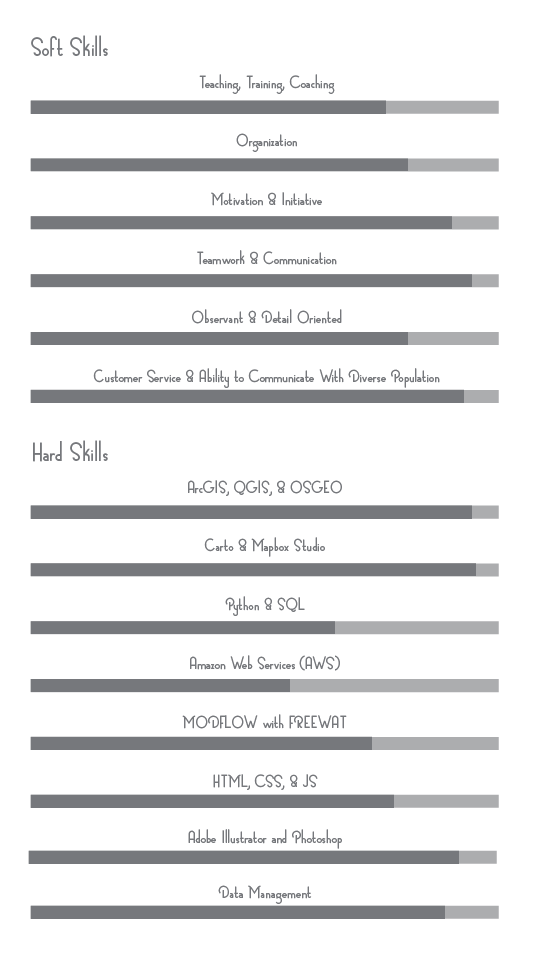 Soft Skills
Teaching, Training, Coaching
Organization
Motivation & Initiative
Teamwork & Communication
Observant & Detail Oriented
Customer Service & Ability to Communicate With Diverse Population
Hard Skills
ArcGIS, QGIS, & OSGEO
Carto & Mapbox Studio
Python & SQL
Amazon Web Services (AWS)
MODFLOW with FREEWAT
HTML, CSS, & JS
Adobe Illustrator and Photoshop
Data Management